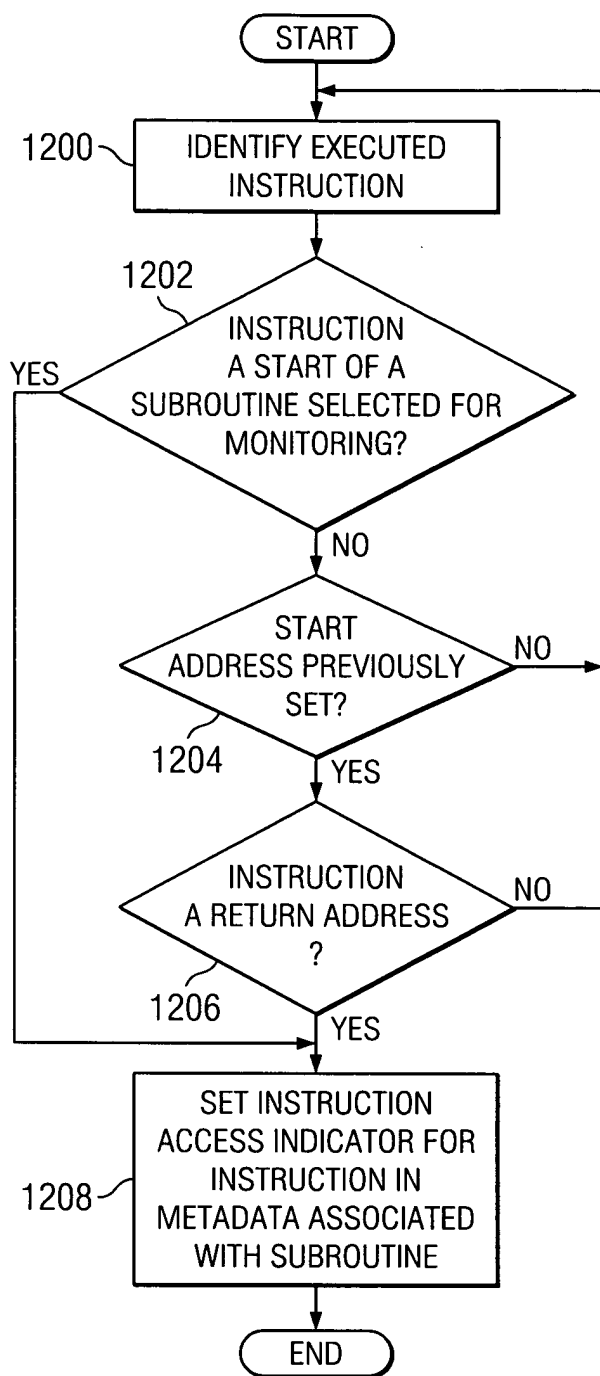 START
1200
IDENTIFY EXECUTED
INSTRUCTION
1202
INSTRUCTION
A START OF A
SUBROUTINE SELECTED FOR
MONITORING?
YES
NO
START
ADDRESS PREVIOUSLY
SET?
NO
1204
YES
INSTRUCTION
A RETURN ADDRESS
?
NO
1206
YES
SET INSTRUCTION
ACCESS INDICATOR FOR
INSTRUCTION IN
METADATA ASSOCIATED
WITH SUBROUTINE
1208
END